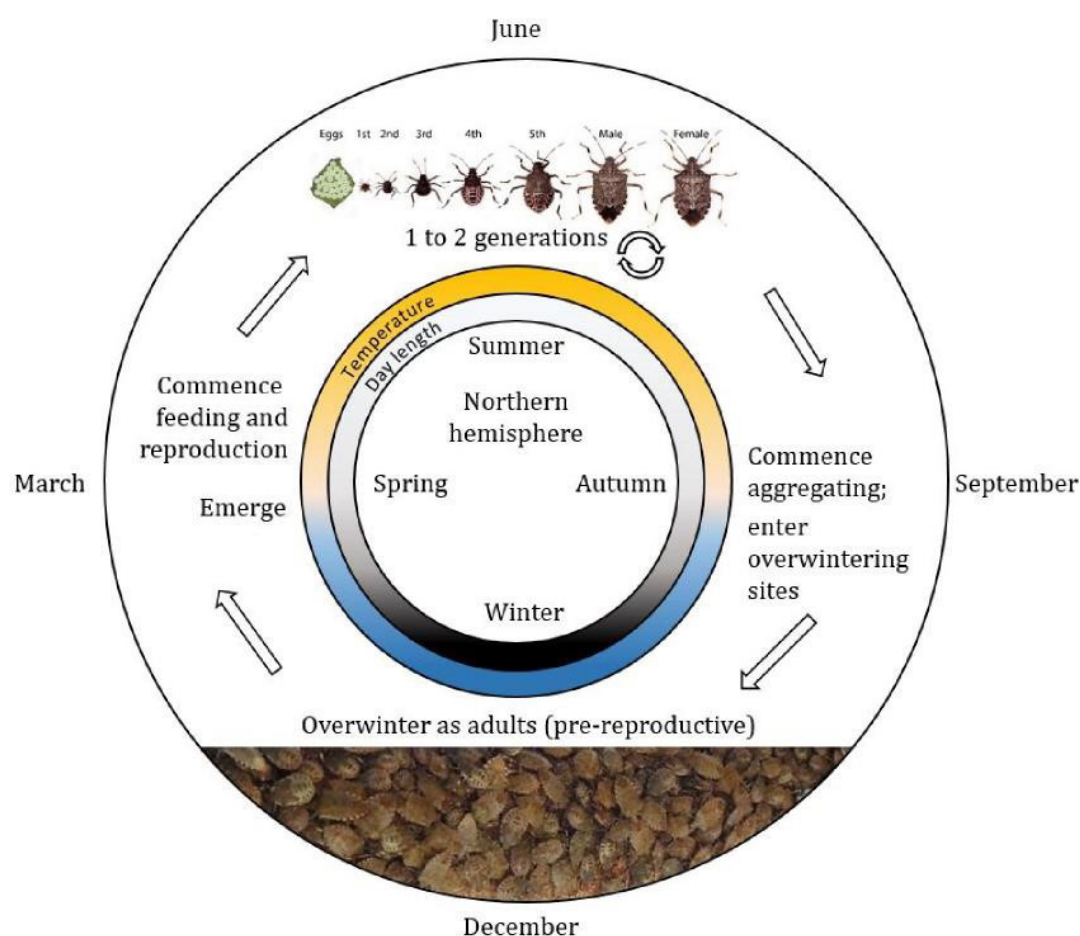 June
Eggs 1st 2nd 3rd 4th 5th Male Female
1 to 2 generations
Temperature
Day length
Summer
Northern
hemisphere
Commence
feeding and
reproduction
March
Spring
Autumn
Commence
aggregating;
September
Emerge
enter
overwintering
sites
Winter
Overwinter as adults (pre-reproductive)
December